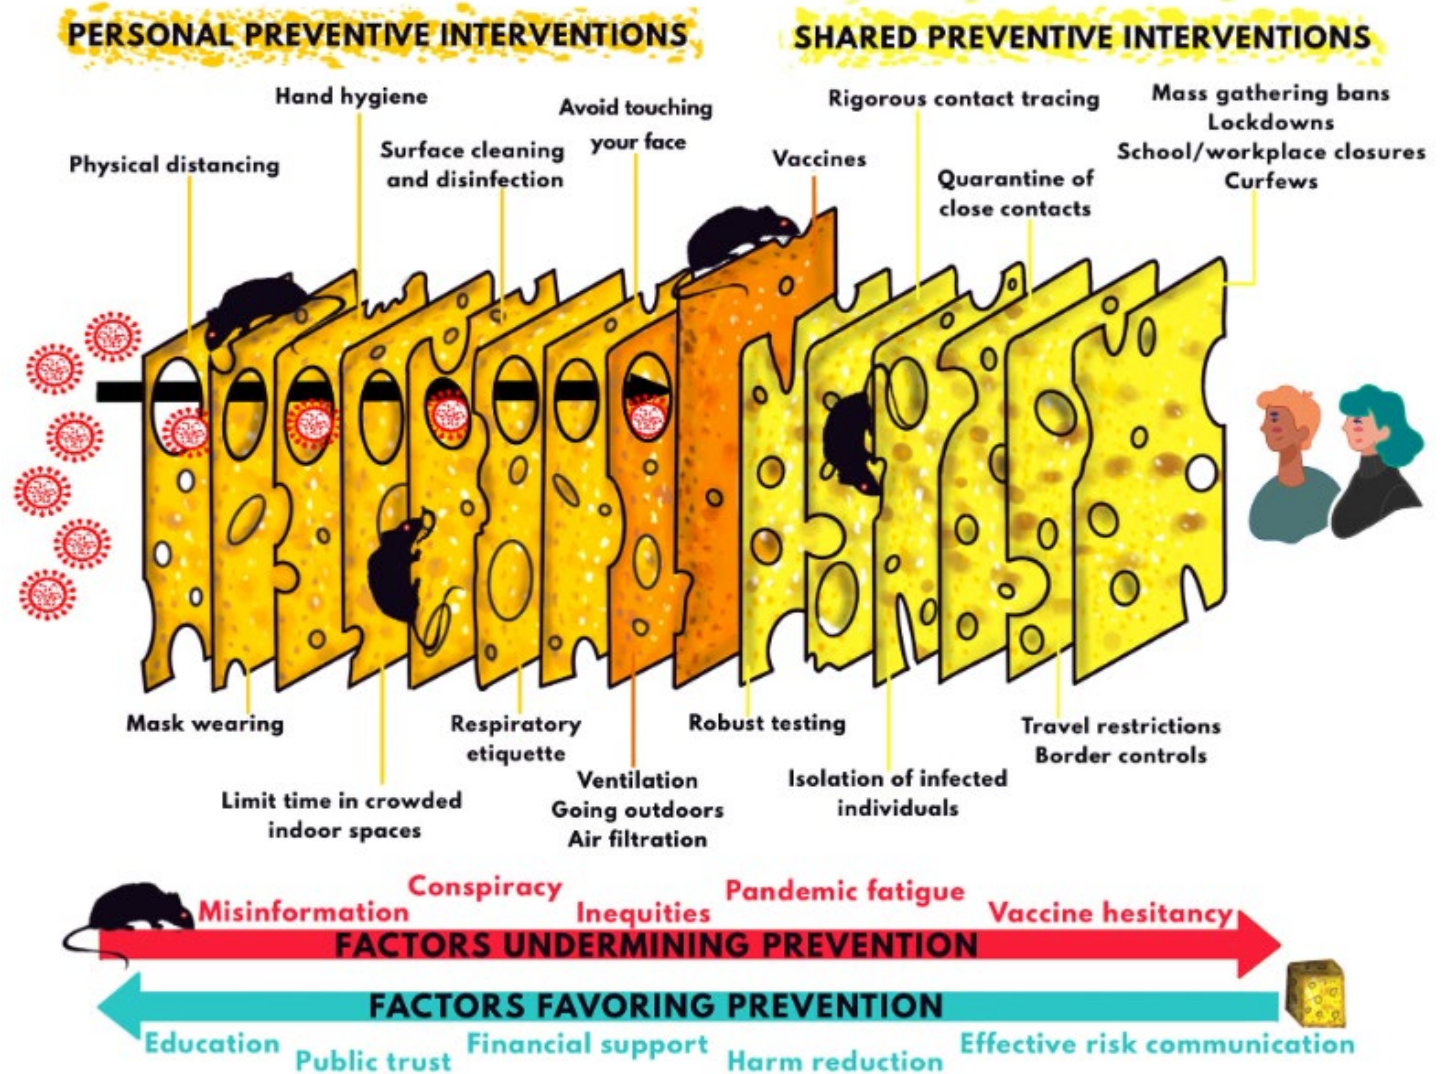 PERSONAL PREVENTIVE INTERVENTIONS
SHARED PREVENTIVE INTERVENTIONS
Physical distancing
Hand hygiene
Surface cleaning
and disinfection
Avoid touching
your face
Vaccines
Rigorous contact tracing
Quarantine of
close contacts
Mass gathering bans
Lockdowns
School/workplace closures
Curfews
Mask wearing
Limit time in crowded
indoor spaces
Respiratory
etiquette
Ventilation
Going outdoors
Air filtration
Robust testing
Isolation of infected
individuals
Travel restrictions
Border controls
Misinformation
Conspiracy
Inequities
Pandemic fatigue
Vaccine hesitancy
FACTORS UNDERMINING PREVENTION
FACTORS FAVORING PREVENTION
Education
Public trust
Financial support
Harm reduction
Effective risk communication